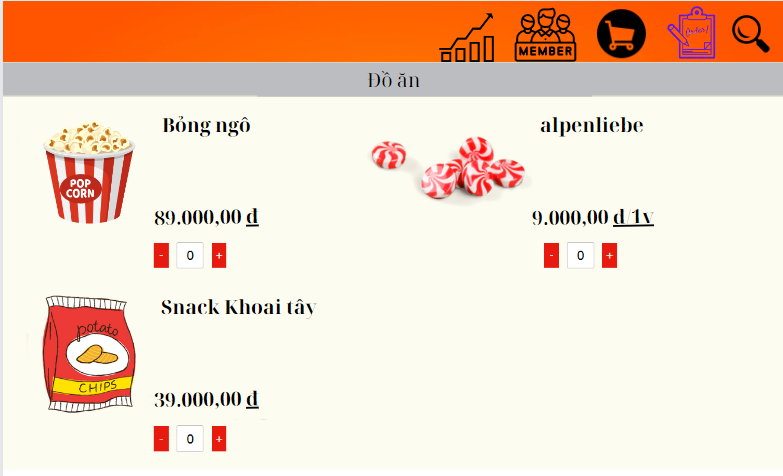 MEMBER
Đồ ăn
Bỏng ngô
alpenliebe
POP
CORN
89.000,00 đ
9.000,00 đ/1v
- 0 +
- 0 +
Snack Khoai tây
potato
CHIPS
39.000,00 đ
- 0 +